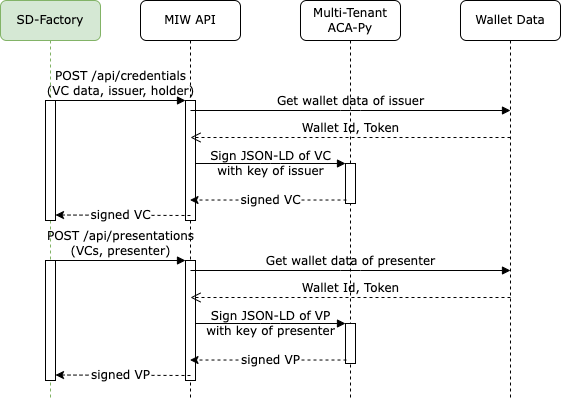 SD-Factory
MIW API
Multi-Tenant
ACA-Py
Wallet Data
POST /api/credentials
(VC data, issuer, holder)
Get wallet data of issuer
Wallet Id, Token
Sign JSON-LD of VC
with key of issuer
signed VC
signed VC
POST /api/presentations
(VCs, presenter)
Get wallet data of presenter
Wallet Id, Token
Sign JSON-LD of VP
with key of presenter
signed VP
signed VP